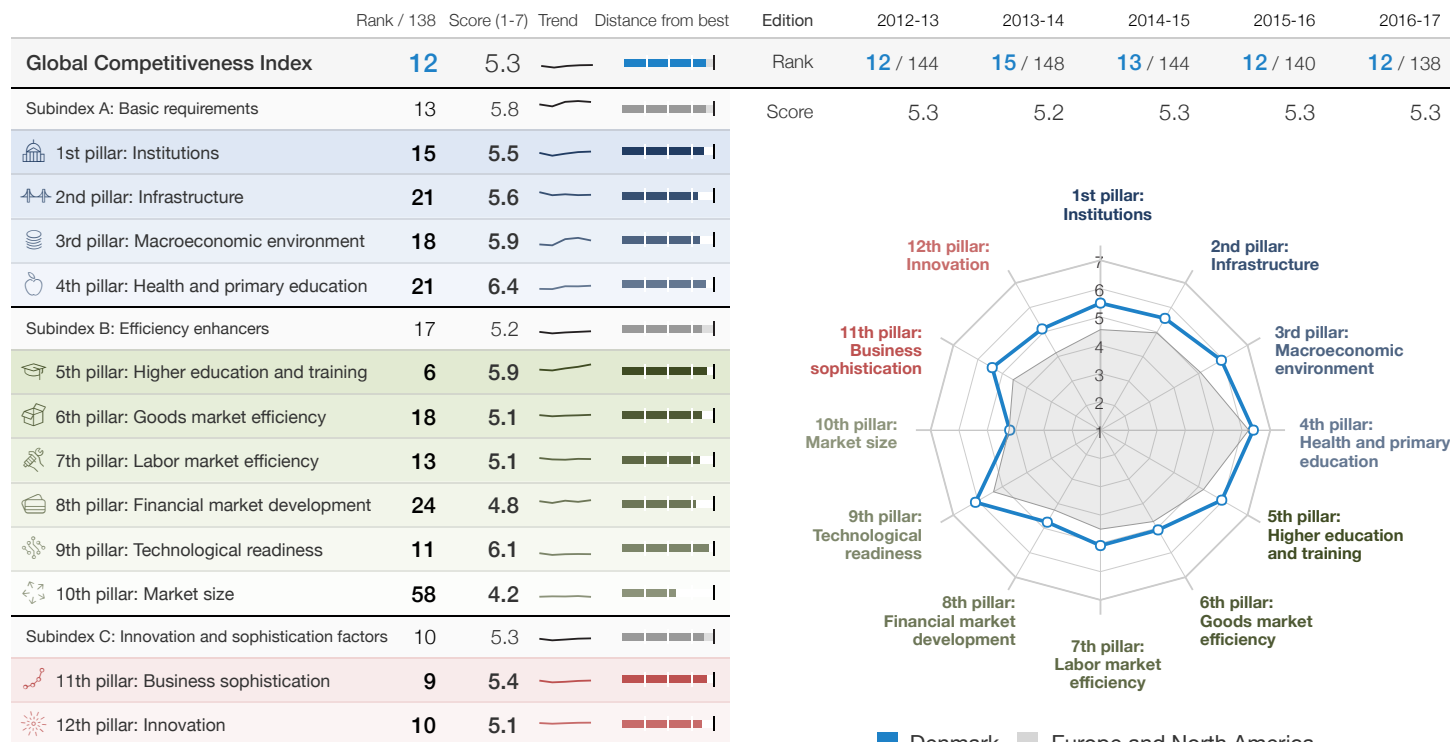 Rank / 138 Score (1-7) Trend Distance from best
Global Competitiveness Index 12 5.3
Subindex A: Basic requirements 13 5.8
1st pillar: Institutions 15 5.5
2nd pillar: Infrastructure 21 5.6
3rd pillar: Macroeconomic environment 18 5.9
4th pillar: Health and primary education 21 6.4
Subindex B: Efficiency enhancers 17 5.2
5th pillar: Higher education and training 6 5.9
6th pillar: Goods market efficiency 18 5.1
7th pillar: Labor market efficiency 13 5.1
8th pillar: Financial market development 24 4.8
9th pillar: Technological readiness 11 6.1
10th pillar: Market size 58 4.2
Subindex C: Innovation and sophistication factors 10 5.3
11th pillar: Business sophistication 9 5.4
12th pillar: Innovation 10 5.1
Edition 2012-13 2013-14 2014-15 2015-16 2016-17
Rank 12 / 144 15 / 148 13 / 144 12 / 140 12 / 138
Score 5.3 5.2 5.3 5.3 5.3
1st pillar:
Institutions
2nd pillar:
Infrastructure
3rd pillar:
Macroeconomic
environment
4th pillar:
Health and primary
education
5th pillar:
Higher education
and training
6th pillar:
Goods market
efficiency
7th pillar:
Labor market
efficiency
8th pillar:
Financial market
development
9th pillar:
Technological
readiness
10th pillar:
Market size
11th pillar:
Business
sophistication
12th pillar:
Innovation
7
6
5
4
3
2
1
Denmark Europe and North America